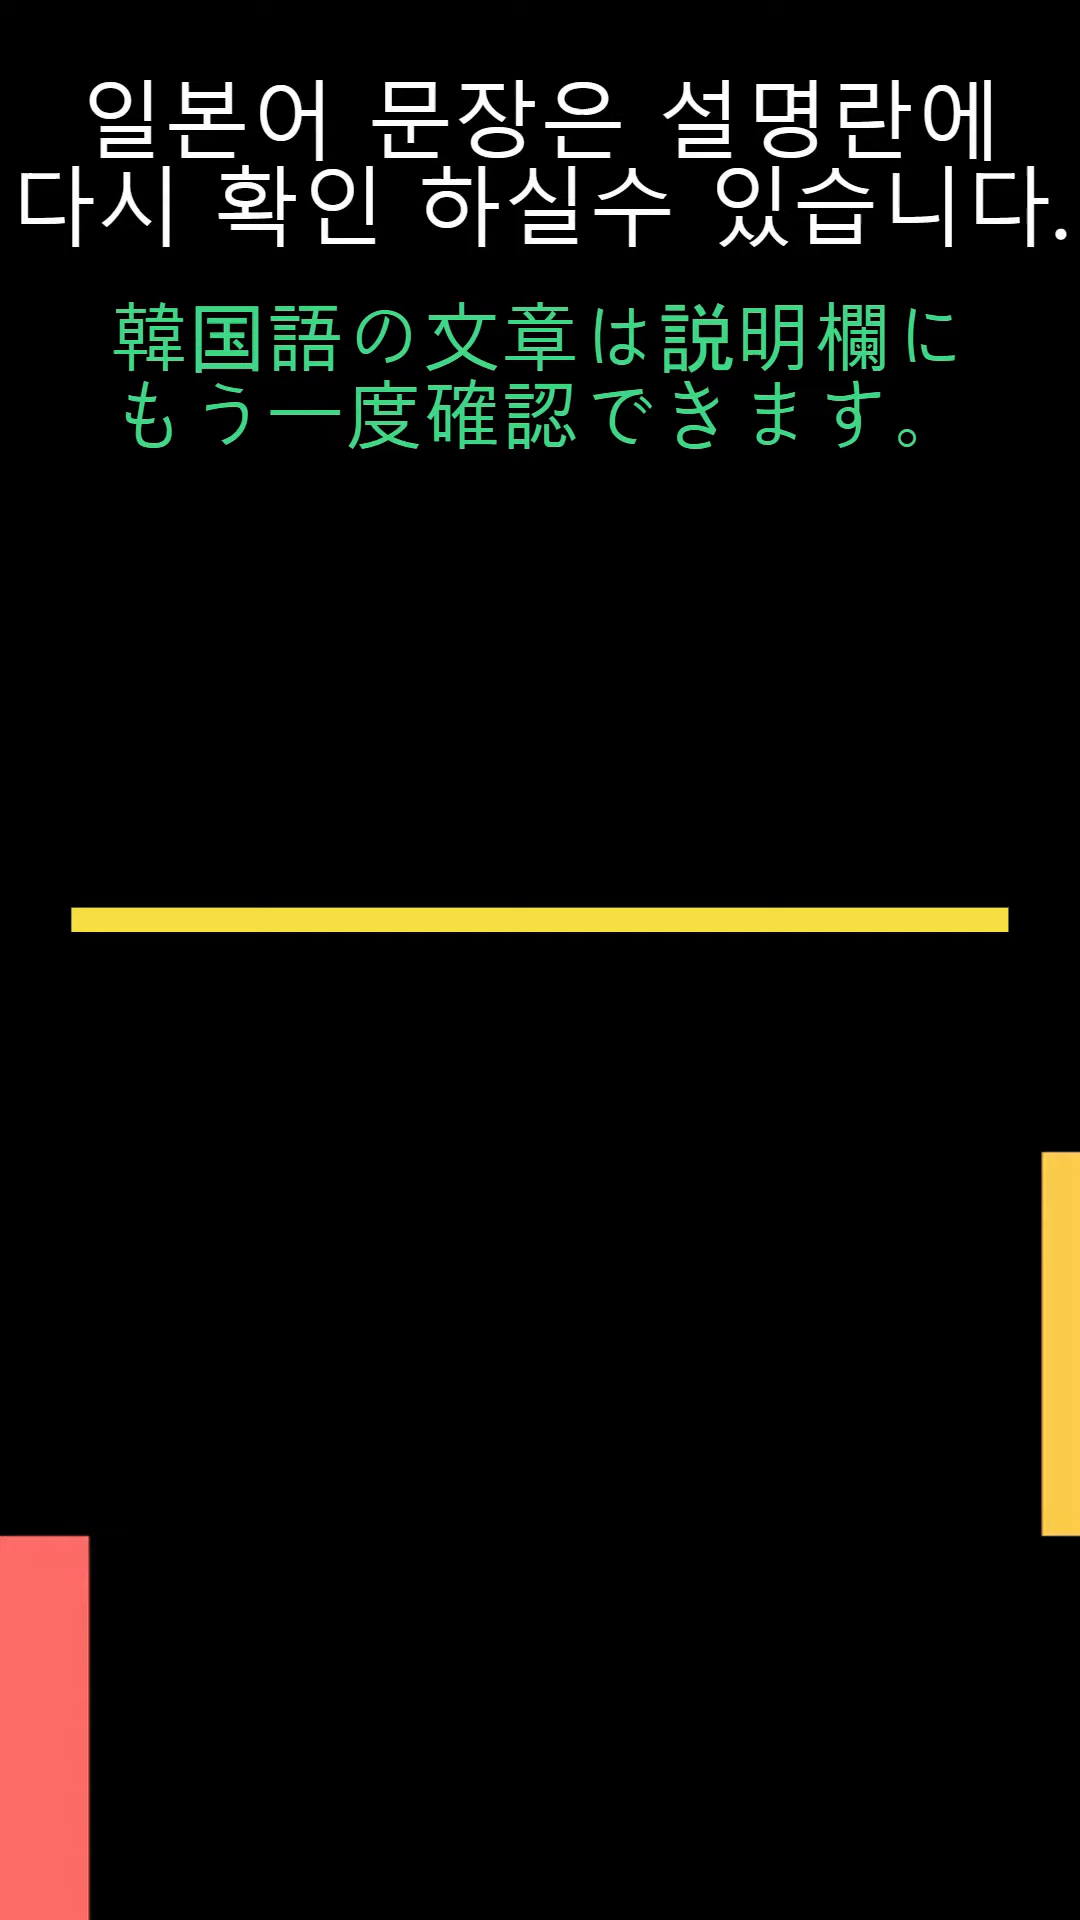 일본어 문장은 설명란에
다시 확인 하실수 있습니다.
韓国語の文章は説明欄に
もう一度確認できます。